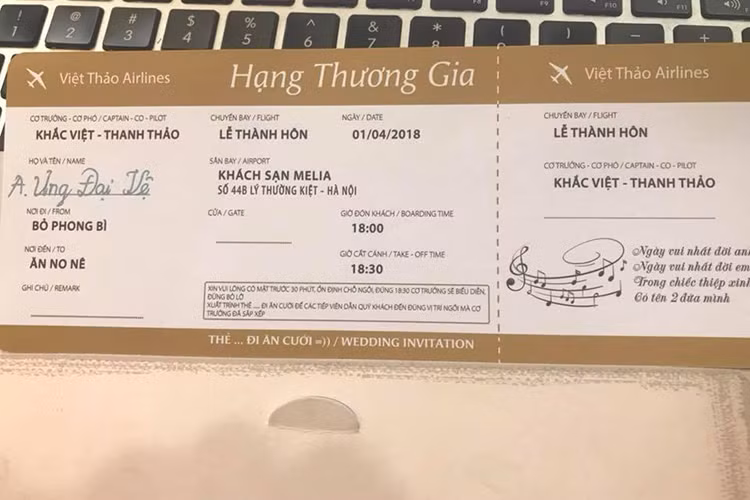 Việt Thảo Airlines
Hạng Thương Gia
CƠ TRƯỞNG - CƠ PHÓ / CAPTAIN - CO - PILOT
KHẮC VIỆT - THANH THẢO
CHUYẾN BAY / FLIGHT
LỄ THÀNH HÔN
NGÀY / DATE
01/04/2018
HỌ VÀ TÊN / NAME
A. Ưng Đại Vệ
SÂN BAY / AIRPORT
KHÁCH SẠN MELIA
SỐ 44B LÝ THƯỜNG KIỆT - HÀ NỘI
NƠI ĐI / FROM
BỎ PHONG BÌ
CỬA / GATE
GIỜ ĐÓN KHÁCH / BOARDING TIME
18:00
NƠI ĐẾN / TO
ĂN NO NÊ
GIỜ CẤT CÁNH / TAKE - OFF TIME
18:30
GHI CHÚ / REMARK
XIN VUI LÒNG CÓ MẶT TRƯỚC 30 PHÚT, ỔN ĐỊNH CHỖ NGỒI, ĐÚNG 18:30 CƠ TRƯỞNG SẼ BIỂU DIỄN,
ĐỪNG BỎ LỠ
XUẤT TRÌNH THẺ .... ĐI ĂN CƯỚI ĐỂ CÁC TIẾP VIÊN DẪN QUÝ KHÁCH ĐẾN ĐÚNG VỊ TRÍ NGỒI MÀ CƠ
TRƯỞNG ĐÃ SẮP XẾP
THẺ ... ĐI ĂN CƯỚI =)) / WEDDING INVITATION
Việt Thảo Airlines
CHUYẾN BAY / FLIGHT
LỄ THÀNH HÔN
CƠ TRƯỞNG - CƠ PHÓ / CAPTAIN - CO - PILOT
KHẮC VIỆT - THANH THẢO
Ngày vui nhất đời anh
Ngày vui nhất đời em
Trong chiếc thiệp xinh
Có tên 2 đứa mình